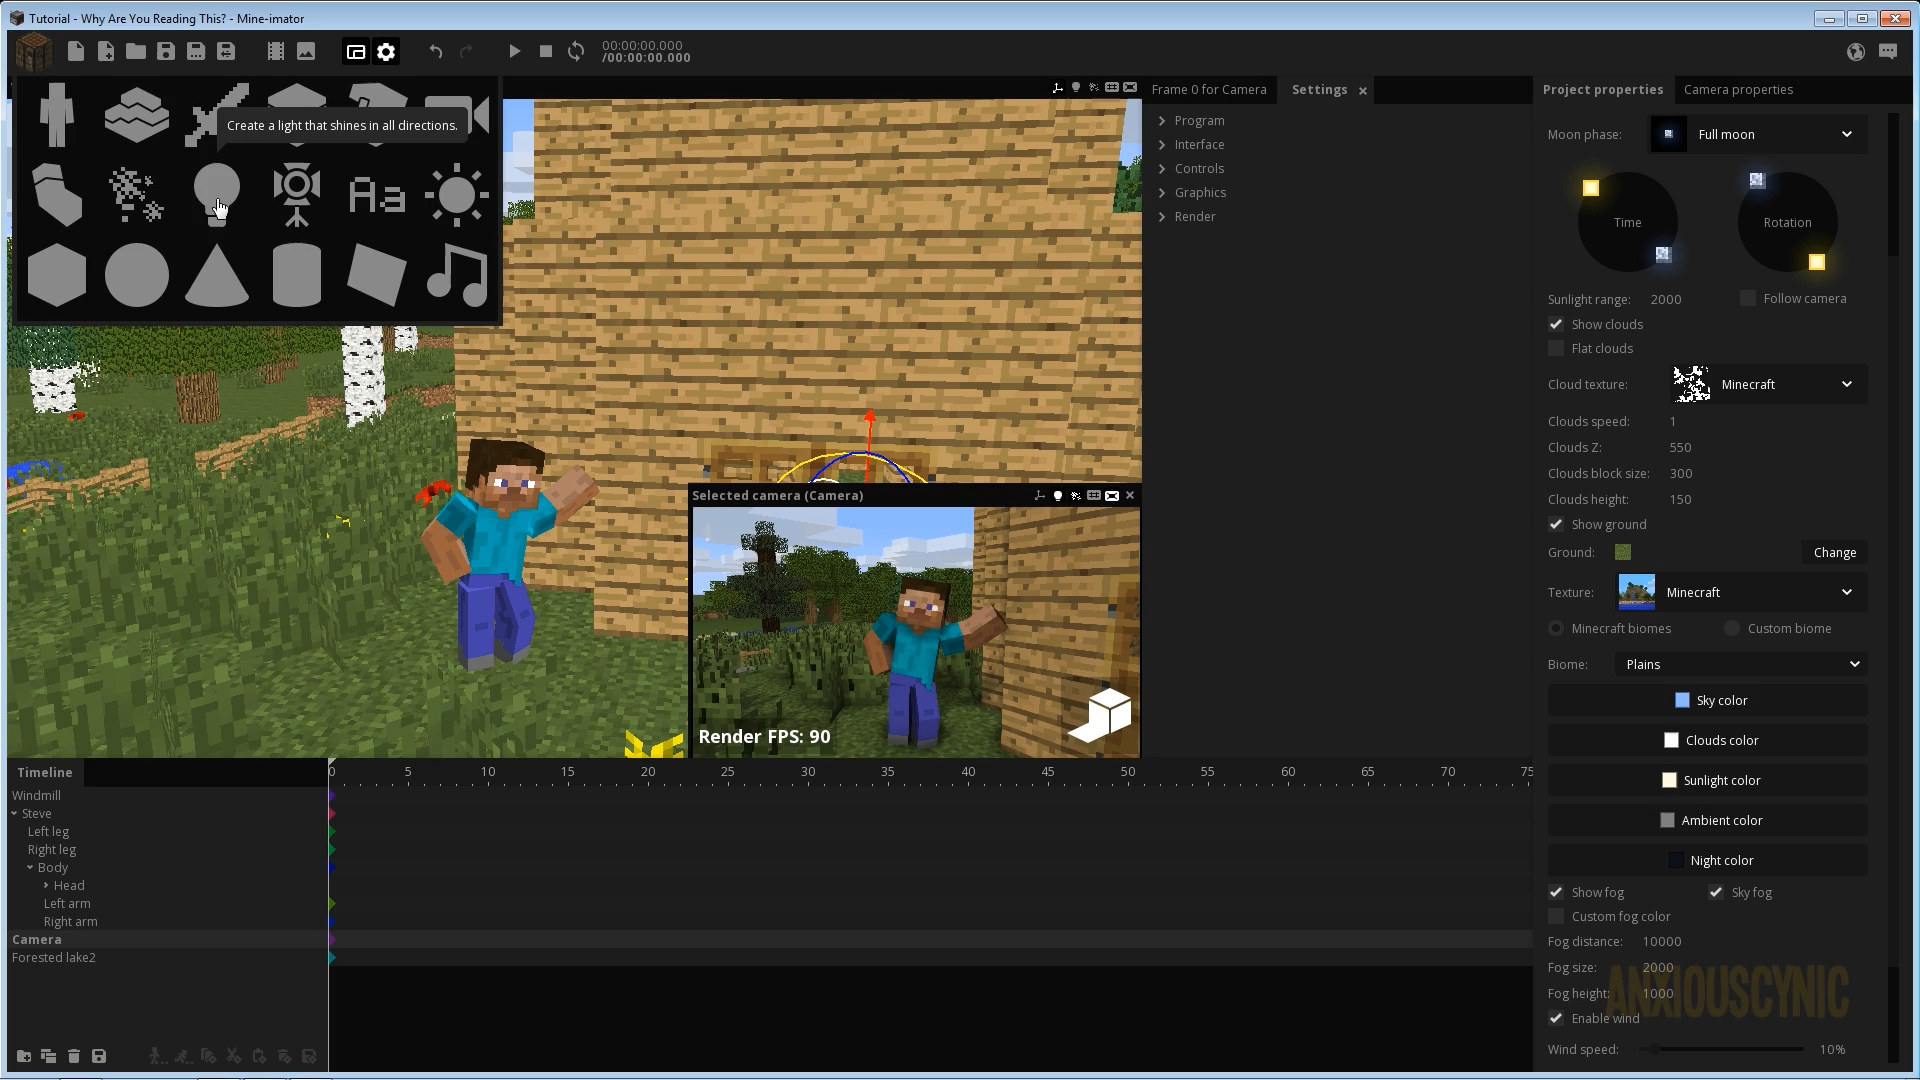 Tutorial - Why Are You Reading This? - Mine-imator
00:00:00.000
/00:00:00.000
Create a light that shines in all directions.
Aa
Frame 0 for Camera
Settings
Program
Interface
Controls
Graphics
Render
Project properties
Camera properties
Moon phase: Full moon
Time
Rotation
Sunlight range: 2000
Follow camera
Show clouds
Flat clouds
Cloud texture: Minecraft
Clouds speed: 1
Clouds Z: 550
Clouds block size: 300
Clouds height: 150
Show ground
Ground: Change
Texture: Minecraft
Minecraft biomes
Custom biome
Biome: Plains
Sky color
Clouds color
Sunlight color
Ambient color
Night color
Show fog
Sky fog
Custom fog color
Fog distance: 10000
Fog size: 2000
Fog height: 1000
ANXIOUSCYNIC
Enable wind
Wind speed: 10%
Selected camera (Camera)
Render FPS: 90
Timeline
0 5 10 15 20 25 30 35 40 45 50 55 60 65 70 75
Windmill
Steve
Left leg
Right leg
Body
Head
Left arm
Right arm
Camera
Forested lake2